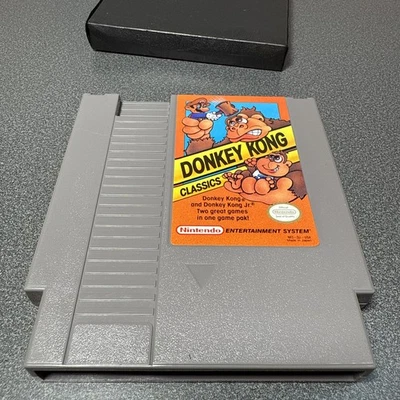 DONKEY KONG
CLASSICS
Donkey Kong®
and Donkey Kong Jr.®
Two great games
in one game pak!
Nintendo ENTERTAINMENT SYSTEM®